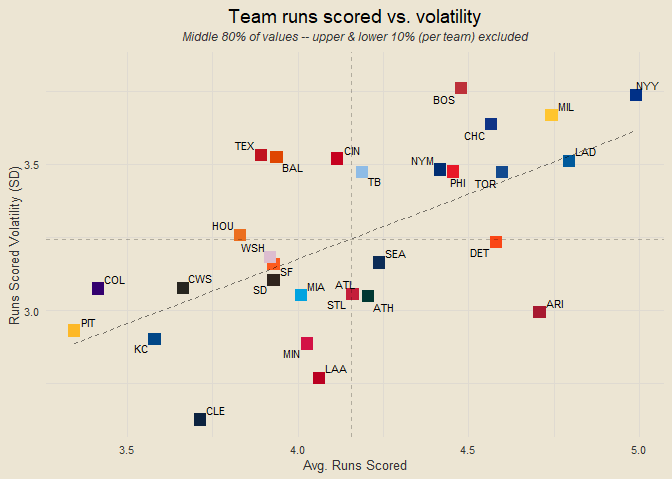 Team runs scored vs. volatility
Middle 80% of values -- upper & lower 10% (per team) excluded
NYY
BOS
MIL
CHC
TEX
CIN
LAD
BAL
NYM
TB
PHI
TOR
3.5
HOU
WSH
SEA
DET
SF
COL
CWS
SD
MIA
ATL
STL
ATH
ARI
3.0
PIT
KC
MIN
LAA
CLE
Runs Scored Volatility (SD)
3.5
4.0
4.5
5.0
Avg. Runs Scored